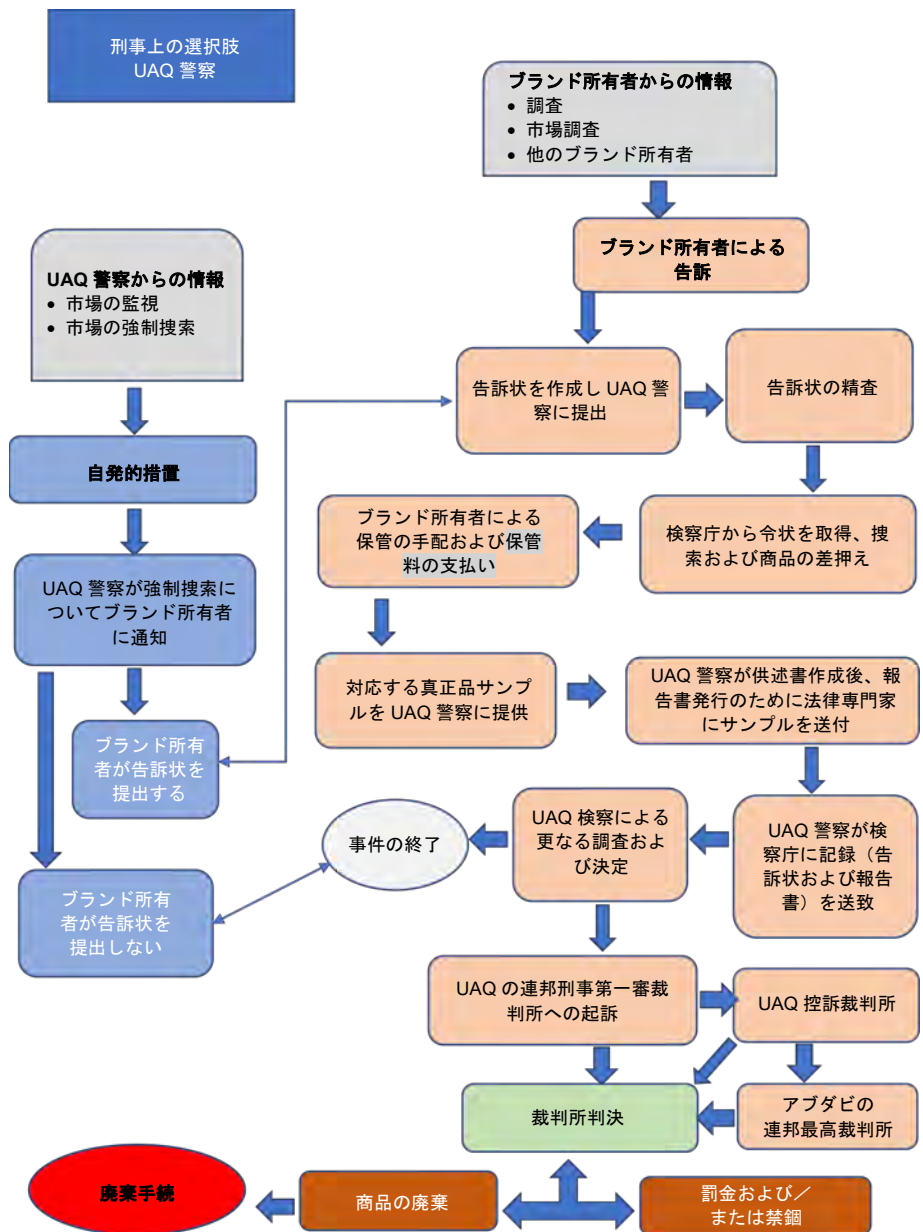 刑事上の選択肢
UAQ 警察
ブランド所有者からの情報
• 調査
• 市場調査
• 他のブランド所有者
ブランド所有者による
告訴
UAQ 警察からの情報
• 市場の監視
• 市場の強制捜索
告訴状を作成し UAQ 警
察に提出
告訴状の精査
自発的措置
ブランド所有者による
保管の手配および保管
料の支払い
検察庁から令状を取得、捜
索および商品の差押え
UAQ 警察が強制捜索に
ついてブランド所有者
に通知
対応する真正品サンプ
ルを UAQ 警察に提供
UAQ 警察が供述書作成後、報
告書発行のために法律専門家
にサンプルを送付
ブランド所有
者が告訴状を
提出する
事件の終了
UAQ 検察による
更なる調査およ
び決定
UAQ 警察が検
察庁に記録（告
訴状および報告
書）を送致
ブランド所有
者が告訴状を
提出しない
UAQ の連邦刑事第一審裁
判所への起訴
UAQ 控訴裁判所
裁判所判決
アブダビの
連邦最高裁判所
廃棄手続
商品の廃棄
罰金および／
または禁錮